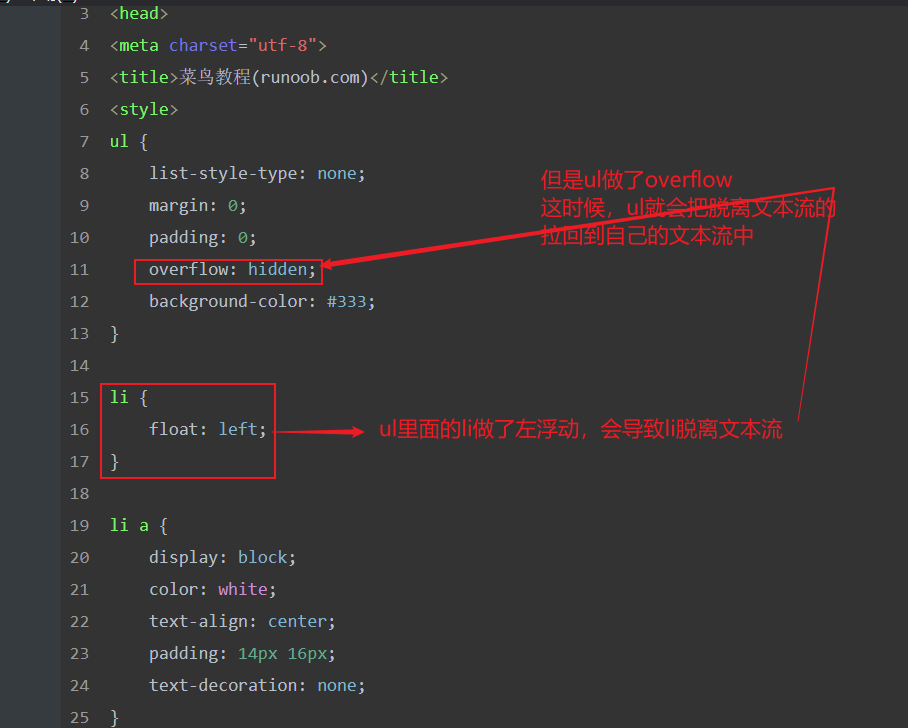 3 <head>
4 <meta charset="utf-8">
5 <title>菜鸟教程(runoob.com)</title>
6 <style>
7 ul {
8     list-style-type: none;
9     margin: 0;
10     padding: 0;
11     overflow: hidden;
12     background-color: #333;
13 }
14
15 li {
16     float: left;
17 }
18
19 li a {
20     display: block;
21     color: white;
22     text-align: center;
23     padding: 14px 16px;
24     text-decoration: none;
25 }
但是ul做了overflow
这时候，ul就会把脱离文本流的
拉回到自己的文本流中
ul里面的li做了左浮动，会导致li脱离文本流